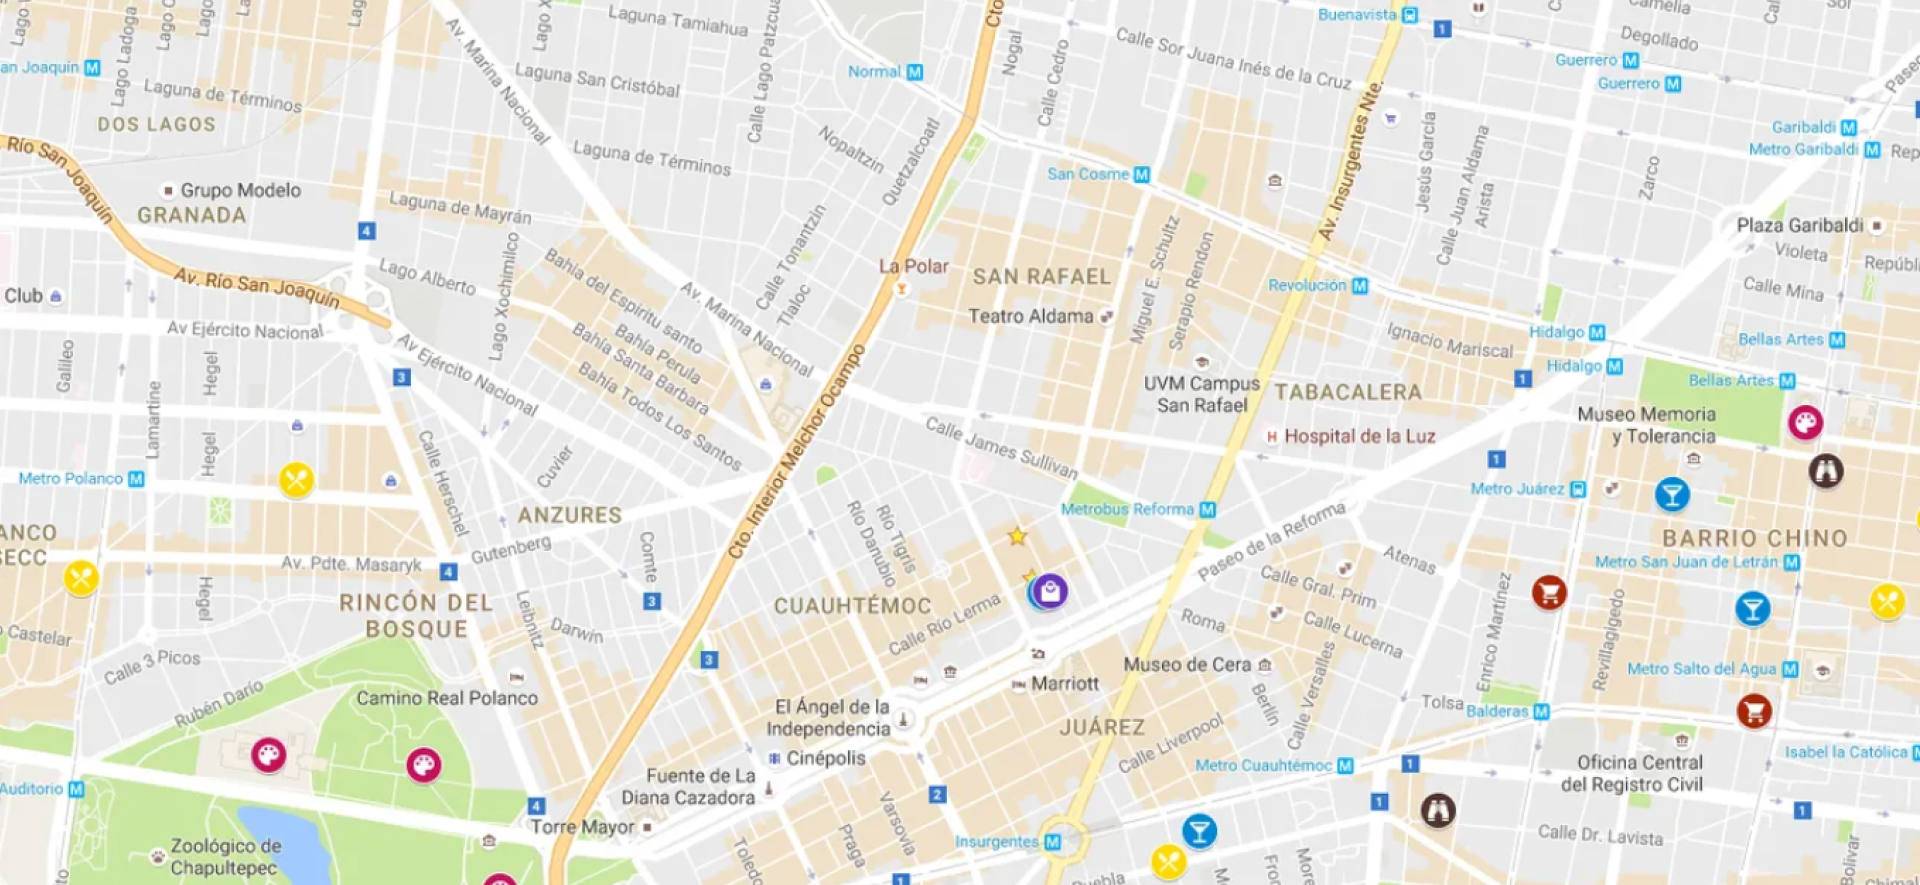 Laguna Tamiahua
Av. Marina Nacional
Laguna San Cristóbal
Calle Lago Patzcua
Lago X
Lag
Cto
Nogal
Calle Cedro
Calle Sor Juana Inés de la Cruz
Buenavista
1
Camelia
Degollado
Sol
Guerrero
Guerrero
Paseo
an Joaquín
Lago Ladoga
Laguna de Términos
DOS LAGOS
Normal
Nopaltzin
Quetzalcoatl
Laguna de Términos
San Cosme
Av. Insurgentes Nte.
Jesús García
Calle Juan Aldama
Arista
Zarco
Garibaldi
Metro Garibaldi
Rep
Río San Joaquín
Grupo Modelo
GRANADA
Laguna de Mayrán
4
Plaza Garibaldi
Violeta
Repúbli
Calle Mina
Club
Av. Río San Joaquín
Lago Alberto
Lago Xochimilco
Bahía del Espiritu santo
Bahía Perula
Bahía Santa Barbara
Bahía Todos Los Santos
Calle Tonantzin
Tlaloc
Av. Marina Nacional
La Polar
SAN RAFAEL
Teatro Aldama
Miguel E. Schultz
Serapio Rendon
Revolución
Ignacio Mariscal
Hidalgo
Hidalgo
Bellas Artes
Bellas Artes
Av Ejército Nacional
Av Ejército Nacional
Galileo
Hegel
Lamartine
3
UVM Campus
San Rafael
TABACALERA
1
Museo Memoria
y Tolerancia
Hospital de la Luz
Cto. Interior Melchor Ocampo
Calle James Sullivan
Hegel
Calle Herschel
Cuvier
Metro Polanco
ANZURES
Río Tigris
Río Danubio
Metrobus Reforma
1
Metro Juárez
Paseo de la Reforma
BARRIO CHINO
ANCO
SECC
Av. Pdte. Masaryk
4
Gutenberg
Comte
Atenas
Metro San Juan de Letrán
Hegel
RINCÓN DEL
BOSQUE
3
Leibnitz
Darwin
CUAUHTÉMOC
Calle Río Lerma
Calle Gral. Prim
Roma
Calle Lucerna
Enrico Martínez
Revillagigedo
Castelar
Calle 3 Picos
3
Museo de Cera
Metro Salto del Agua
Rubén Darío
Camino Real Polanco
Marriott
Berlín
Calle Versalles
Tolsa
Balderas
El Ángel de la
Independencia
JUÁREZ
Calle Liverpool
Cinépolis
Metro Cuauhtémoc
1
Oficina Central
del Registro Civil
Isabel la Católica
Auditorio
Fuente de La
Diana Cazadora
4
2
1
1
Torre Mayor
Varsovia
Praga
Toledo
Insurgentes
Calle Dr. Lavista
Bolívar
Zoológico de
Chapultepec
1
Puebla